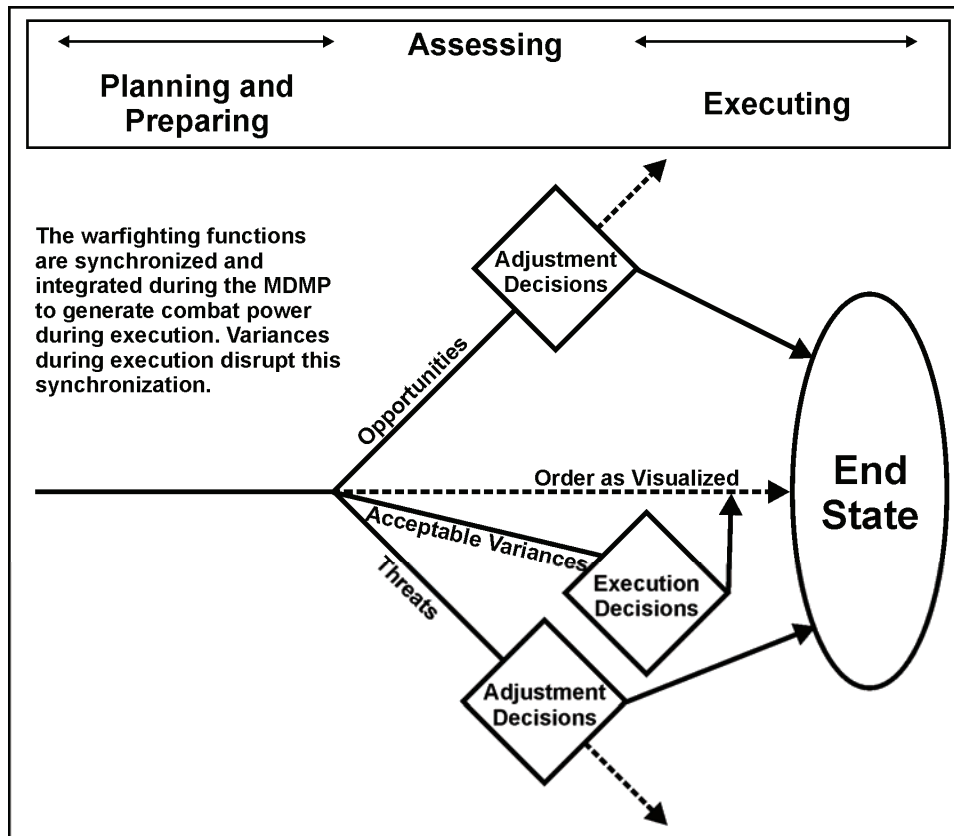 Assessing
Planning and
Preparing
Executing
The warfighting functions
are synchronized and
integrated during the MDMP
to generate combat power
during execution. Variances
during execution disrupt this
synchronization.
Adjustment
Decisions
Opportunities
Order as Visualized
End
State
Acceptable Variances
Execution
Decisions
Threats
Adjustment
Decisions